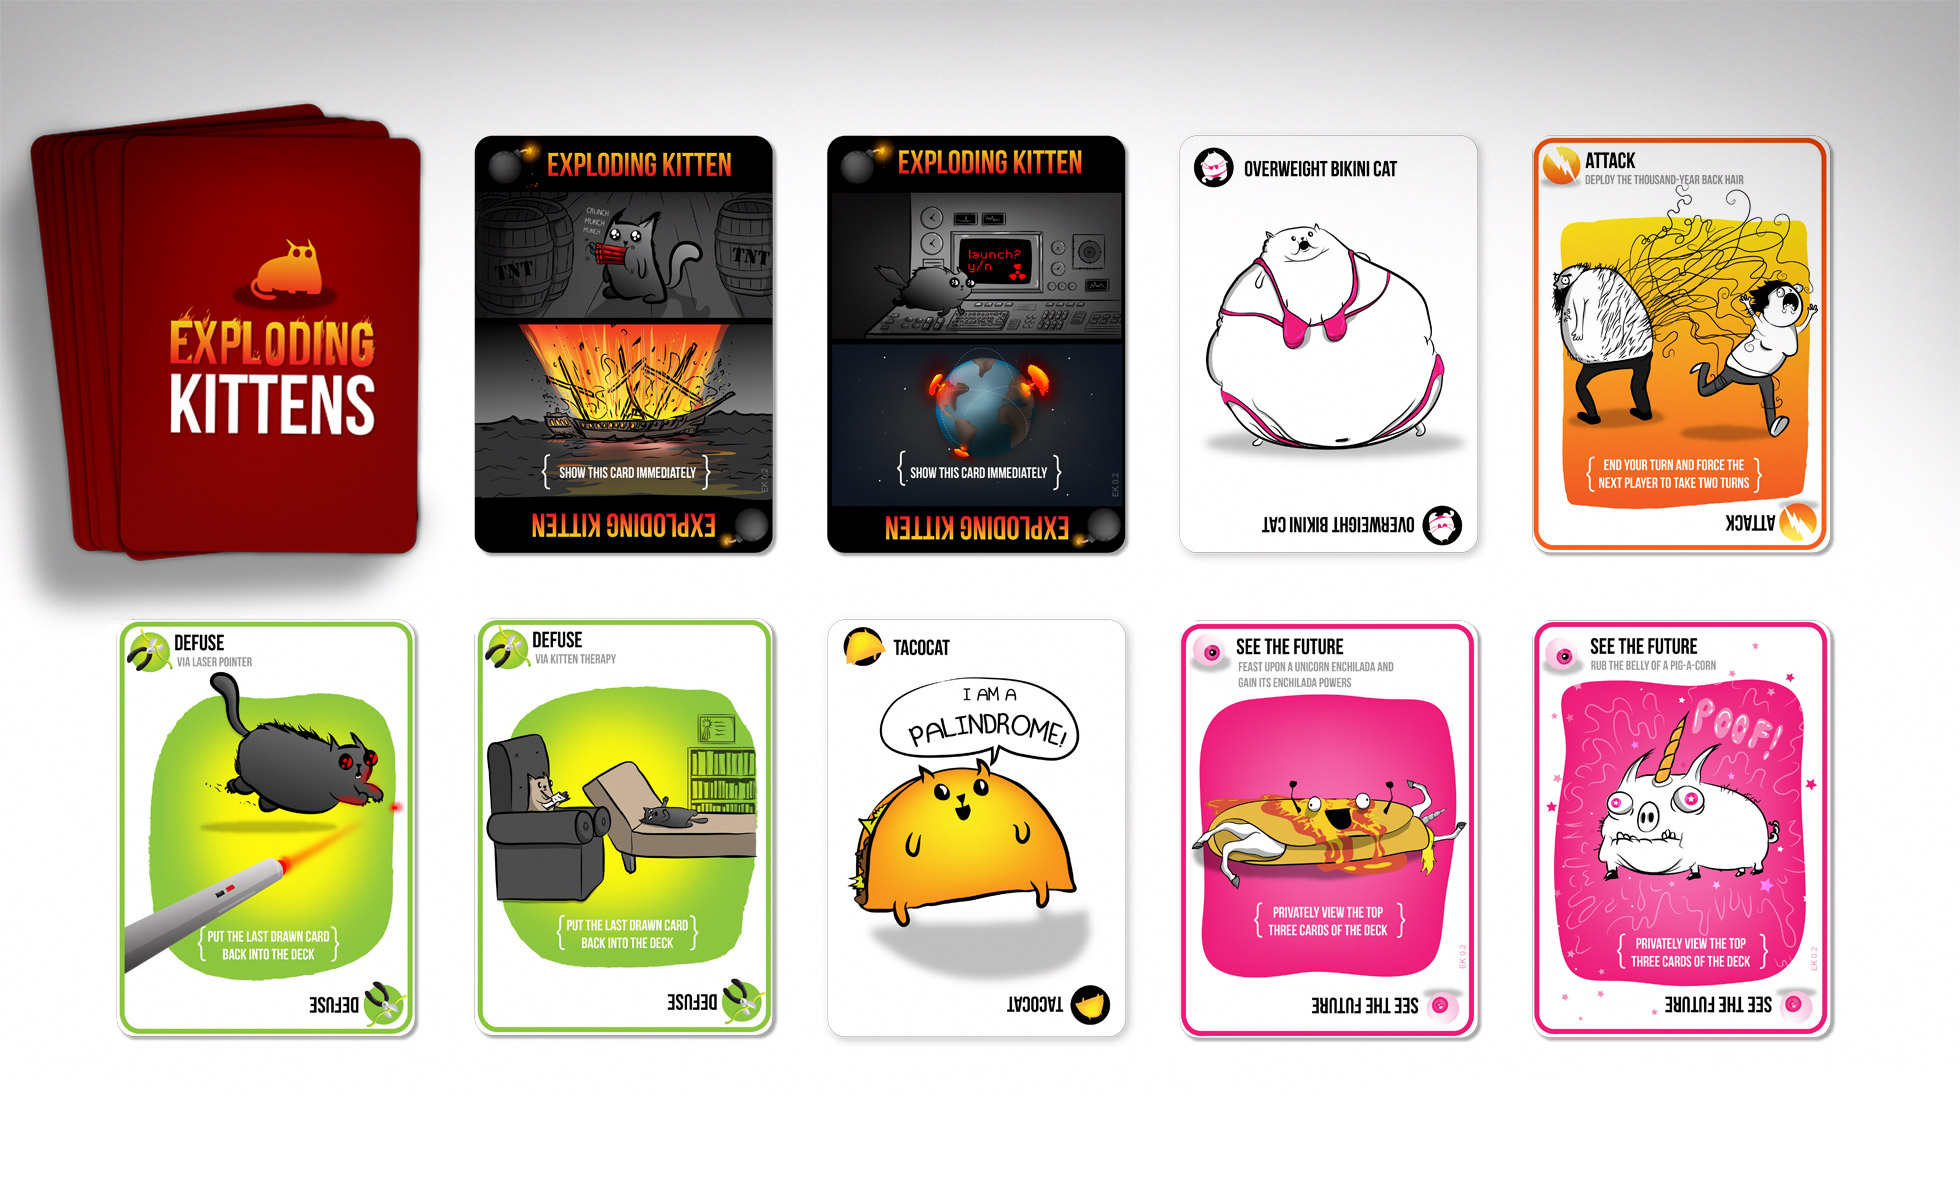 EXPLODING
KITTENS
EXPLODING KITTEN
CRUNCH
MUNCH
MUNCH
TNT
TNT
{ SHOW THIS CARD IMMEDIATELY }
EK 0.2
EXPLODING KITTEN
EXPLODING KITTEN
launch?
y/n
{ SHOW THIS CARD IMMEDIATELY }
EK 0.2
EXPLODING KITTEN
OVERWEIGHT BIKINI CAT
OVERWEIGHT BIKINI CAT
ATTACK
DEPLOY THE THOUSAND-YEAR BACK HAIR
{ END YOUR TURN AND FORCE THE
NEXT PLAYER TO TAKE TWO TURNS }
ATTACK
DEFUSE
VIA LASER POINTER
{ PUT THE LAST DRAWN CARD
BACK INTO THE DECK }
DEFUSE
DEFUSE
VIA KITTEN THERAPY
{ PUT THE LAST DRAWN CARD
BACK INTO THE DECK }
DEFUSE
TACOCAT
I AM A
PALINDROME!
TACOCAT
SEE THE FUTURE
FEAST UPON A UNICORN ENCHILADA AND
GAIN ITS ENCHILADA POWERS
{ PRIVATELY VIEW THE TOP
THREE CARDS OF THE DECK }
EK 0.2
SEE THE FUTURE
SEE THE FUTURE
RUB THE BELLY OF A PIG-A-CORN
POOF!
{ PRIVATELY VIEW THE TOP
THREE CARDS OF THE DECK }
EK 0.2
SEE THE FUTURE